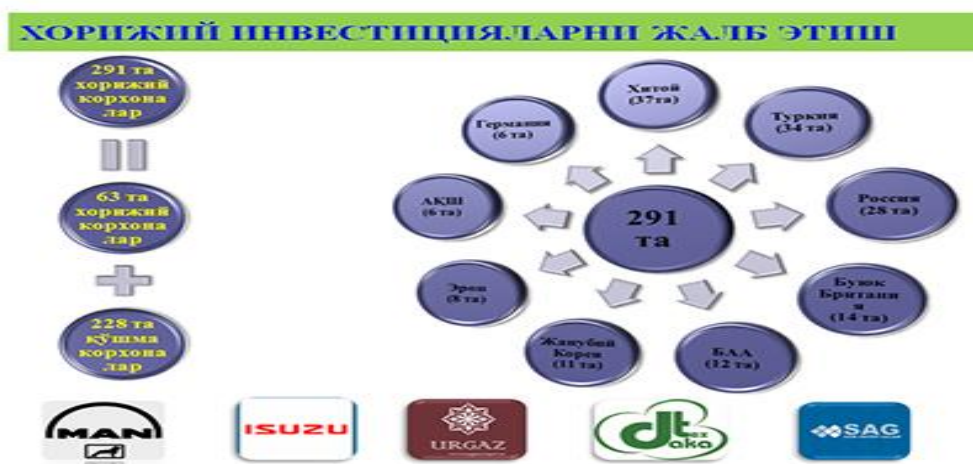 ХОРИЖИЙ ИНВЕСТИЦИЯЛАРНИ ЖАЛБ ЭТИШ
291 та
хорижий
корхона
лар
63 та
хорижий
корхона
лар
228 та
қўшма
корхона
лар
291
та
Хитой
(37та)
Туркия
(34 та)
Россия
(28 та)
Буюк
Британи
я
(14 та)
БАА
(12 та)
Жанубий
Корея
(11 та)
Эрон
(8 та)
АҚШ
(6 та)
Германия
(6 та)
MAN
ISUZU
URGAZ
SAG